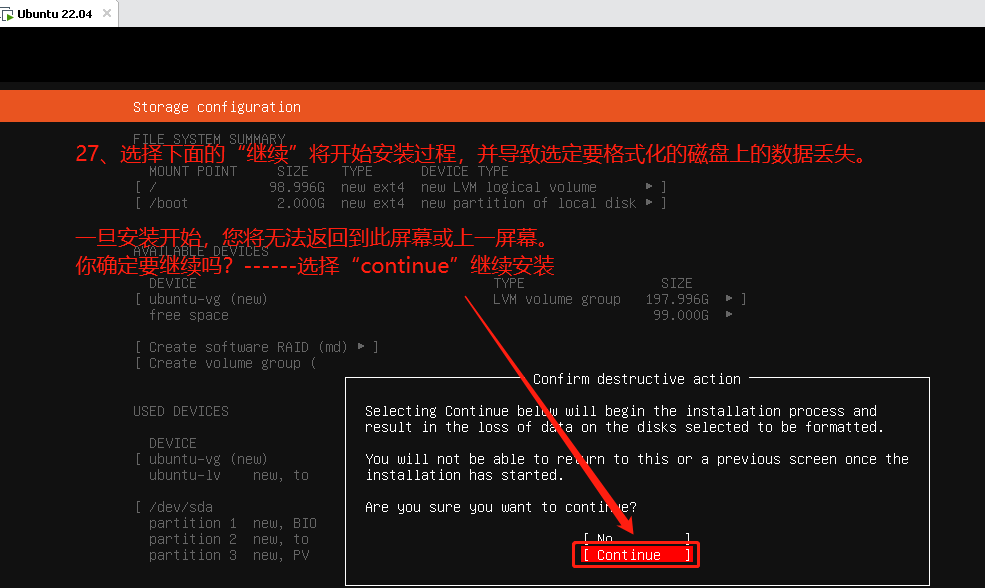 Ubuntu 22.04
Storage configuration
FILE SYSTEM SUMMARY
27、选择下面的“继续”将开始安装过程，并导致选定要格式化的磁盘上的数据丢失。
MOUNT POINT SIZE TYPE DEVICE TYPE
[ / 98.996G new ext4 new LVM logical volume ▸ ]
[ /boot 2.000G new ext4 new partition of local disk ▸ ]
一旦安装开始，您将无法返回到此屏幕或上一屏幕。
AVAILABLE DEVICES
你确定要继续吗？------选择“continue”继续安装
DEVICE TYPE SIZE
[ ubuntu-vg (new) LVM volume group 197.996G ▸ ]
free space 99.000G ▸
[ Create software RAID (md) ▸ ]
[ Create volume group (
Confirm destructive action
USED DEVICES
Selecting Continue below will begin the installation process and
result in the loss of data on the disks selected to be formatted.
DEVICE
[ ubuntu-vg (new)
ubuntu-lv new, to
You will not be able to return to this or a previous screen once the
installation has started.
[ /dev/sda
partition 1 new, BIO
partition 2 new, to
partition 3 new, PV
Are you sure you want to continue?
[ No ]
[ Continue ]